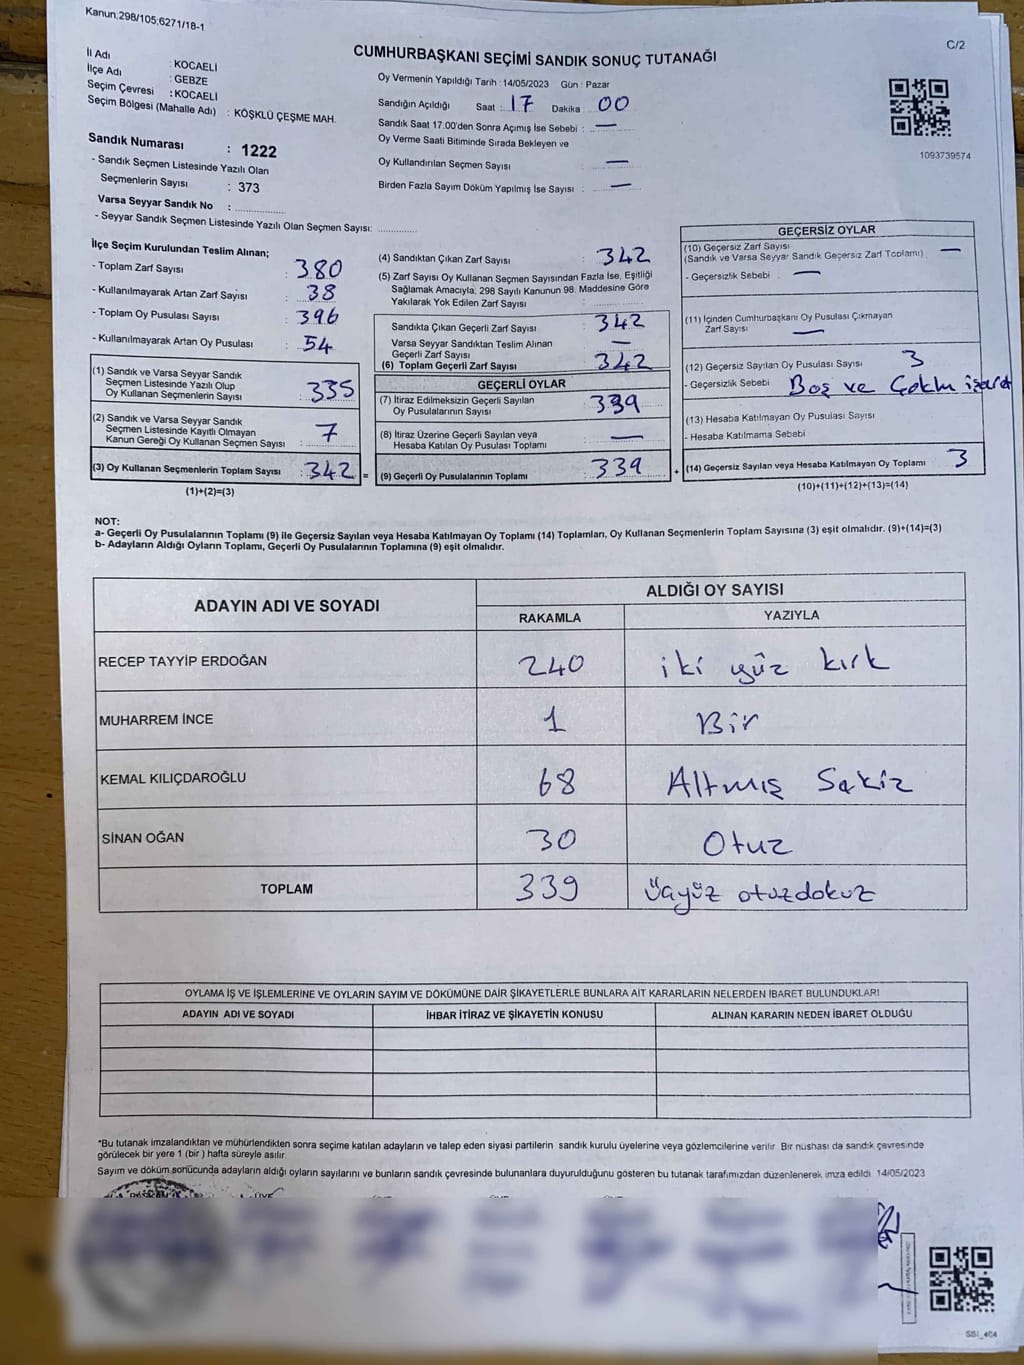 Kanun;298/105;6271/18-1
C/2
CUMHURBAŞKANI SEÇİMİ SANDIK SONUÇ TUTANAĞI
İl Adı : KOCAELİ
İlçe Adı : GEBZE
Seçim Çevresi : KOCAELİ
Seçim Bölgesi (Mahalle Adı) : KÖŞKLÜ ÇEŞME MAH.
Sandık Numarası : 1222
- Sandık Seçmen Listesinde Yazılı Olan
Seçmenlerin Sayısı : 373
Varsa Seyyar Sandık No :
- Seyyar Sandık Seçmen Listesinde Yazılı Olan Seçmen Sayısı:
Oy Vermenin Yapıldığı Tarih : 14/05/2023 Gün : Pazar
Sandığın Açıldığı Saat : 17 Dakika : 00
Sandık Saat 17:00'den Sonra Açımış İse Sebebi : —
Oy Verme Saati Bitiminde Sırada Bekleyen ve
Oy Kullandırılan Seçmen Sayısı —
Birden Fazla Sayım Döküm Yapılmış İse Sayısı : —
1093739574
İlçe Seçim Kurulundan Teslim Alınan;
- Toplam Zarf Sayısı : 380
- Kullanılmayarak Artan Zarf Sayısı : 38
- Toplam Oy Pusulası Sayısı : 396
- Kullanılmayarak Artan Oy Pusulası : 54
(1) Sandık ve Varsa Seyyar Sandık
Seçmen Listesinde Yazılı Olup
Oy Kullanan Seçmenlerin Sayısı : 335
(2) Sandık ve Varsa Seyyar Sandık
Seçmen Listesinde Kayıtlı Olmayan
Kanun Gereği Oy Kullanan Seçmen Sayısı : 7
(3) Oy Kullanan Seçmenlerin Toplam Sayısı : 342 =
(1)+(2)=(3)
(4) Sandıktan Çıkan Zarf Sayısı : 342
(5) Zarf Sayısı Oy Kullanan Seçmen Sayısından Fazla İse, Eşitliği
Sağlamak Amacıyla; 298 Sayılı Kanunun 98. Maddesine Göre
Yakılarak Yok Edilen Zarf Sayısı :
Sandıkta Çıkan Geçerli Zarf Sayısı : 342
Varsa Seyyar Sandıktan Teslim Alınan
Geçerli Zarf Sayısı : —
(6) Toplam Geçerli Zarf Sayısı : 342
GEÇERLİ OYLAR
(7) İtiraz Edilmeksizin Geçerli Sayılan
Oy Pusulalarının Sayısı : 339
(8) İtiraz Üzerine Geçerli Sayılan veya
Hesaba Katılan Oy Pusulası Toplamı : —
(9) Geçerli Oy Pusulalarının Toplamı : 339 +
GEÇERSİZ OYLAR
(10) Geçersiz Zarf Sayısı —
(Sandık ve Varsa Seyyar Sandık Geçersiz Zarf Toplamı)
- Geçersizlik Sebebi : —
(11) İçinden Cumhurbaşkanı Oy Pusulası Çıkmayan
Zarf Sayısı —
(12) Geçersiz Sayılan Oy Pusulası Sayısı 3
- Geçersizlik Sebebi Boş ve Çoklu işaret
(13) Hesaba Katılmayan Oy Pusulası Sayısı
- Hesaba Katılmama Sebebi
(14) Geçersiz Sayılan veya Hesaba Katılmayan Oy Toplamı 3
(10)+(11)+(12)+(13)=(14)
NOT:
a- Geçerli Oy Pusulalarının Toplamı (9) ile Geçersiz Sayılan veya Hesaba Katılmayan Oy Toplamı (14) Toplamları, Oy Kullanan Seçmenlerin Toplam Sayısına (3) eşit olmalıdır. (9)+(14)=(3)
b- Adayların Aldığı Oyların Toplamı, Geçerli Oy Pusulalarının Toplamına (9) eşit olmalıdır.
ADAYIN ADI VE SOYADI
ALDIĞI OY SAYISI
RAKAMLA YAZIYLA
RECEP TAYYİP ERDOĞAN 240 iki yüz kırk
MUHARREM İNCE 1 Bir
KEMAL KILIÇDAROĞLU 68 Altmış Sekiz
SİNAN OĞAN 30 Otuz
TOPLAM 339 üçyüz otuzdokuz
OYLAMA İŞ VE İŞLEMLERİNE VE OYLARIN SAYIM VE DÖKÜMÜNE DAİR ŞİKAYETLERLE BUNLARA AİT KARARLARIN NELERDEN İBARET BULUNDUKLARI
ADAYIN ADI VE SOYADI İHBAR İTİRAZ VE ŞİKAYETİN KONUSU ALINAN KARARIN NEDEN İBARET OLDUĞU
*Bu tutanak imzalandıktan ve mühürlendikten sonra seçime katılan adayların ve talep eden siyasi partilerin sandık kurulu üyelerine veya gözlemcilerine verilir. Bir nüshası da sandık çevresinde
görülecek bir yere 1 (bir) hafta süreyle asılır.
Sayım ve döküm sonucunda adayların aldığı oyların sayılarını ve bunların sandık çevresinde bulunanlara duyurulduğunu gösteren bu tutanak tarafımızdan düzenlenerek imza edildi. 14/05/2023